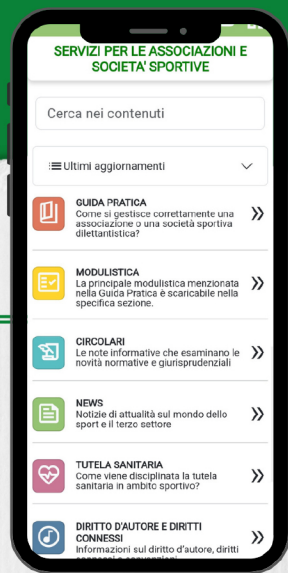 SERVIZI PER LE ASSOCIAZIONI E
SOCIETA' SPORTIVE
Cerca nei contenuti
Ultimi aggiornamenti
GUIDA PRATICA
Come si gestisce correttamente una
associazione o una società sportiva
dilettantistica?
MODULISTICA
La principale modulistica menzionata
nella Guida Pratica è scaricabile nella
specifica sezione.
CIRCOLARI
Le note informative che esaminano le
novità normative e giurisprudenziali
NEWS
Notizie di attualità sul mondo dello
sport e il terzo settore
TUTELA SANITARIA
Come viene disciplinata la tutela
sanitaria in ambito sportivo?
DIRITTO D'AUTORE E DIRITTI
CONNESSI
Informazioni sul diritto d'autore, diritti